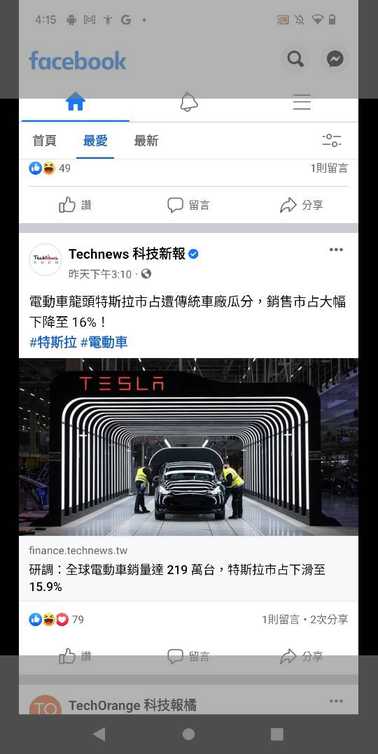 4:15
facebook
首頁 最愛 最新
49 1則留言
讚 留言 分享
Technews 科技新報
昨天下午3:10
電動車龍頭特斯拉市占遭傳統車廠瓜分，銷售市占大幅
下降至 16%！
#特斯拉 #電動車
TESLA
finance.technews.tw
研調：全球電動車銷量達 219 萬台，特斯拉市占下滑至
15.9%
79 1則留言·2次分享
讚 留言 分享
TO TechOrange 科技報橘